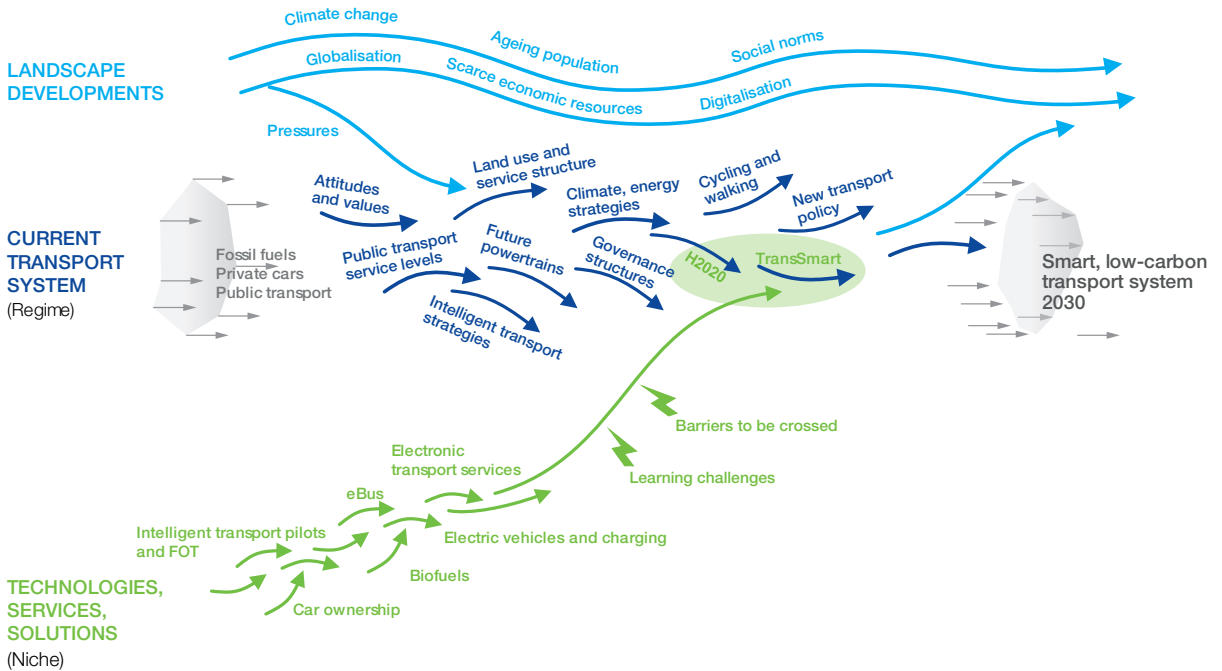 Climate change
Ageing population
Social norms
LANDSCAPE
DEVELOPMENTS
Globalisation
Scarce economic resources
Digitalisation
Pressures
Attitudes
and values
Land use and
service structure
Climate, energy
strategies
Cycling and
walking
New transport
policy
CURRENT
TRANSPORT
SYSTEM
(Regime)
Fossil fuels
Private cars
Public transport
Public transport
service levels
Future
powertrains
Governance
structures
H2020
TransSmart
Intelligent transport
strategies
Smart, low-carbon
transport system
2030
Barriers to be crossed
Learning challenges
Electronic
transport services
eBus
Intelligent transport pilots
and FOT
Electric vehicles and charging
Biofuels
Car ownership
TECHNOLOGIES,
SERVICES,
SOLUTIONS
(Niche)